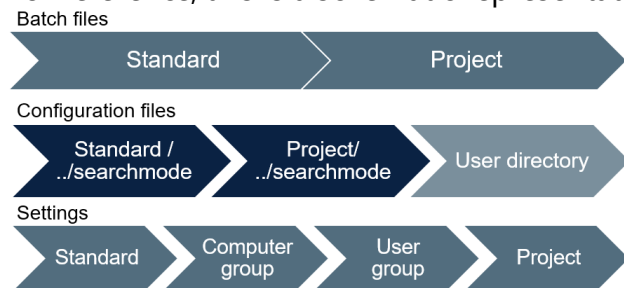 Batch files
Standard
Project
Configuration files
Standard /
../searchmode
Project/
../searchmode
User directory
Settings
Standard
Computer
group
User
group
Project